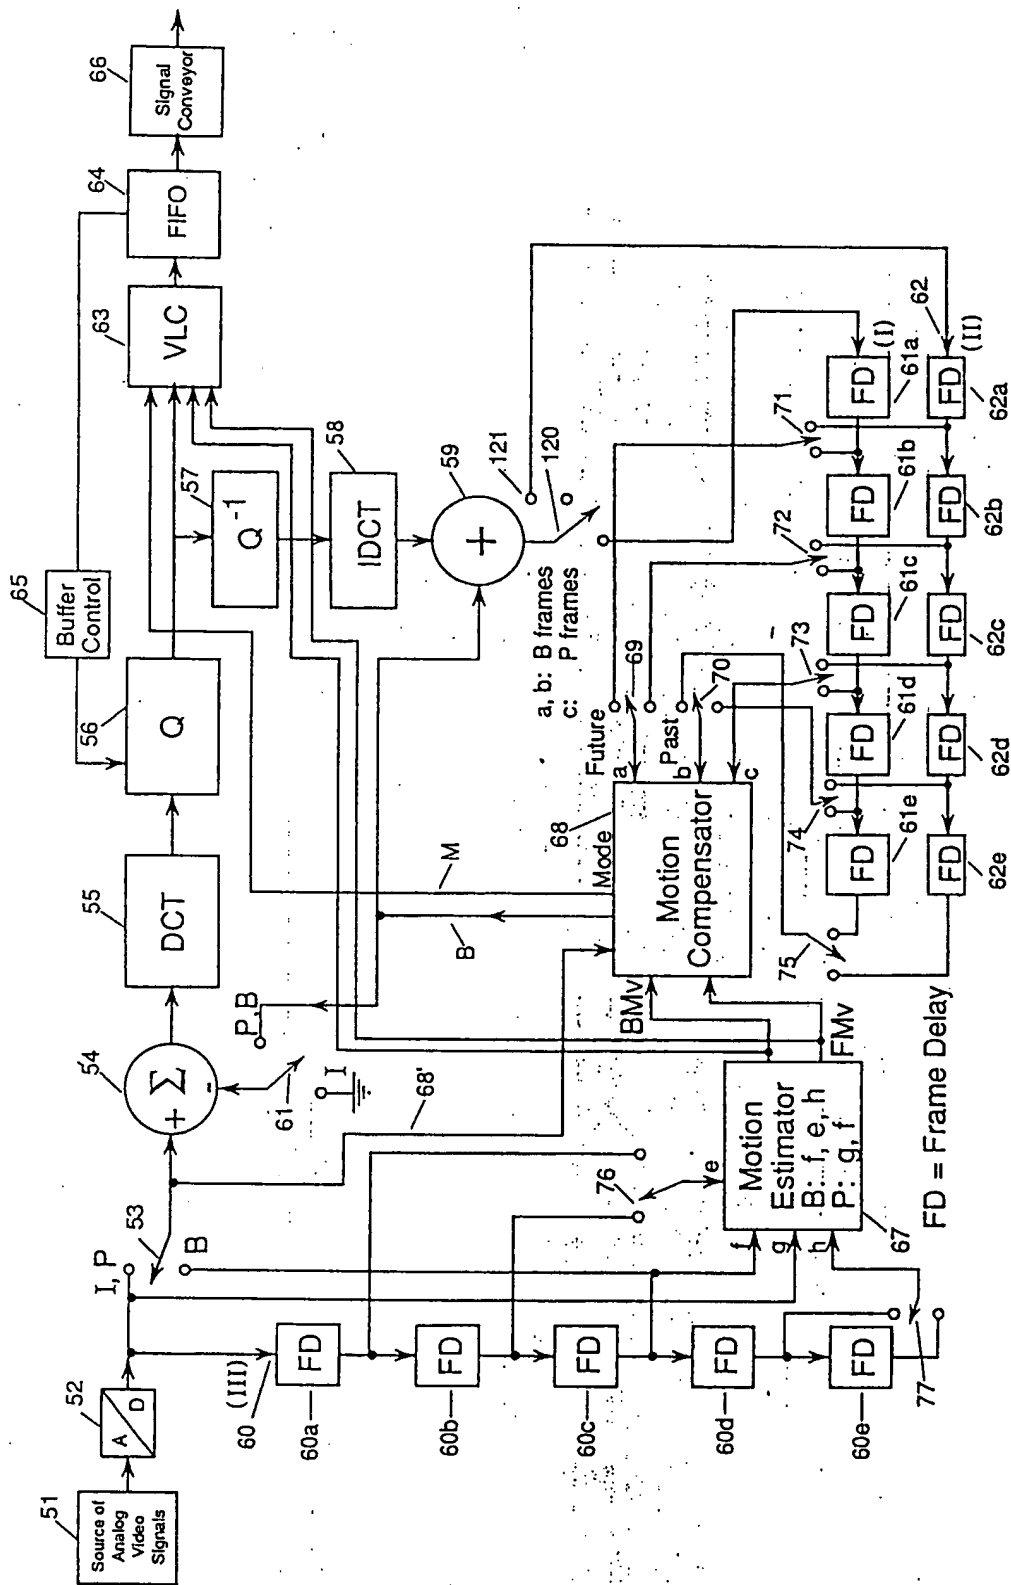 51
Source of
Analog
Video
Signals
52
A
D
(III)
60
60a
FD
60b
FD
60c
FD
60d
FD
60e
FD
77
I, P
53
B
54
+
Σ
-
61
P, B
I
68'
55
DCT
56
Q
65
Buffer
Control
57
Q-1
58
IDCT
59
+
63
VLC
64
FIFO
66
Signal
Conveyor
121
120
a, b: B frames
c: P frames
M
B
68
Mode
Motion
Compensator
Future
a
69
Past
b
70
c
BMv
FMv
76
e
f
g
h
Motion
Estimator
B: f, e, h
P: g, f
67
71
72
73
74
75
FD
(I)
61a
FD
61b
FD
61c
FD
61d
FD
61e
62
(II)
FD
62a
FD
62b
FD
62c
FD
62d
FD
62e
FD = Frame Delay